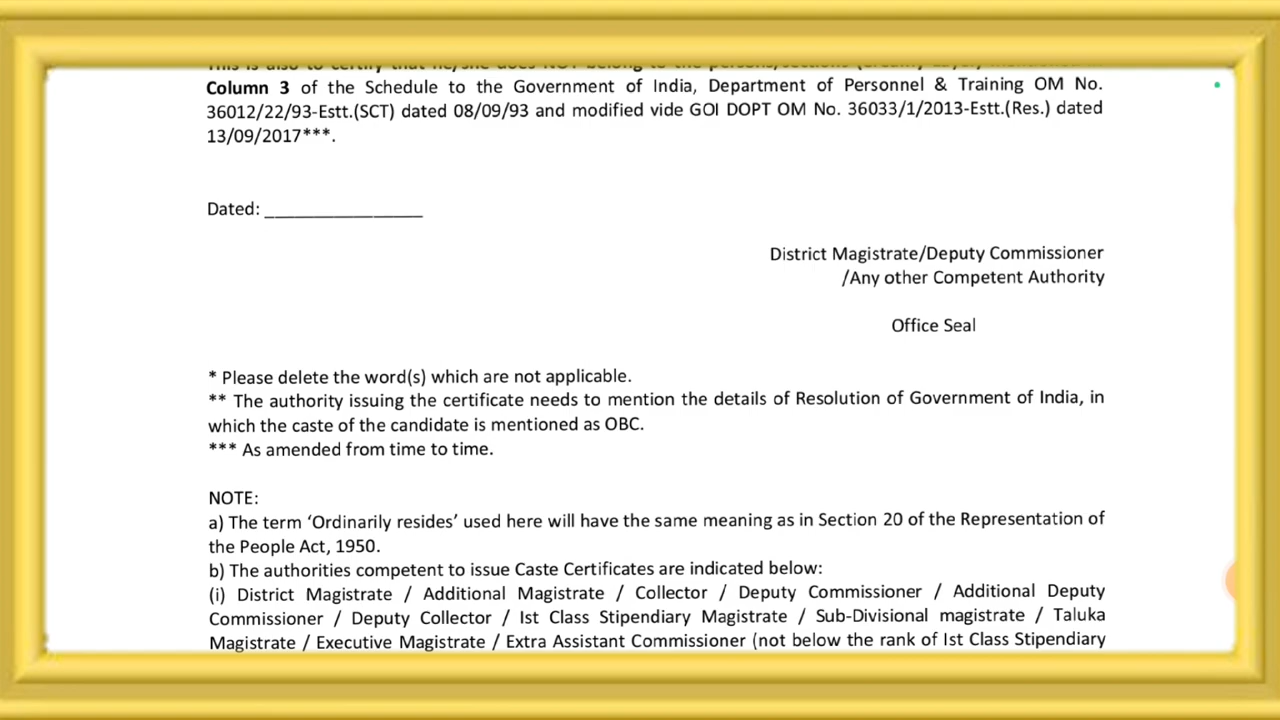 Column 3 of the Schedule to the Government of India, Department of Personnel & Training OM No.
36012/22/93-Estt.(SCT) dated 08/09/93 and modified vide GOI DOPT OM No. 36033/1/2013-Estt.(Res.) dated
13/09/2017***.
Dated: ________________
District Magistrate/Deputy Commissioner
/Any other Competent Authority
Office Seal
* Please delete the word(s) which are not applicable.
** The authority issuing the certificate needs to mention the details of Resolution of Government of India, in
which the caste of the candidate is mentioned as OBC.
*** As amended from time to time.
NOTE:
a) The term ‘Ordinarily resides’ used here will have the same meaning as in Section 20 of the Representation of
the People Act, 1950.
b) The authorities competent to issue Caste Certificates are indicated below:
(i) District Magistrate / Additional Magistrate / Collector / Deputy Commissioner / Additional Deputy
Commissioner / Deputy Collector / Ist Class Stipendiary Magistrate / Sub-Divisional magistrate / Taluka
Magistrate / Executive Magistrate / Extra Assistant Commissioner (not below the rank of Ist Class Stipendiary